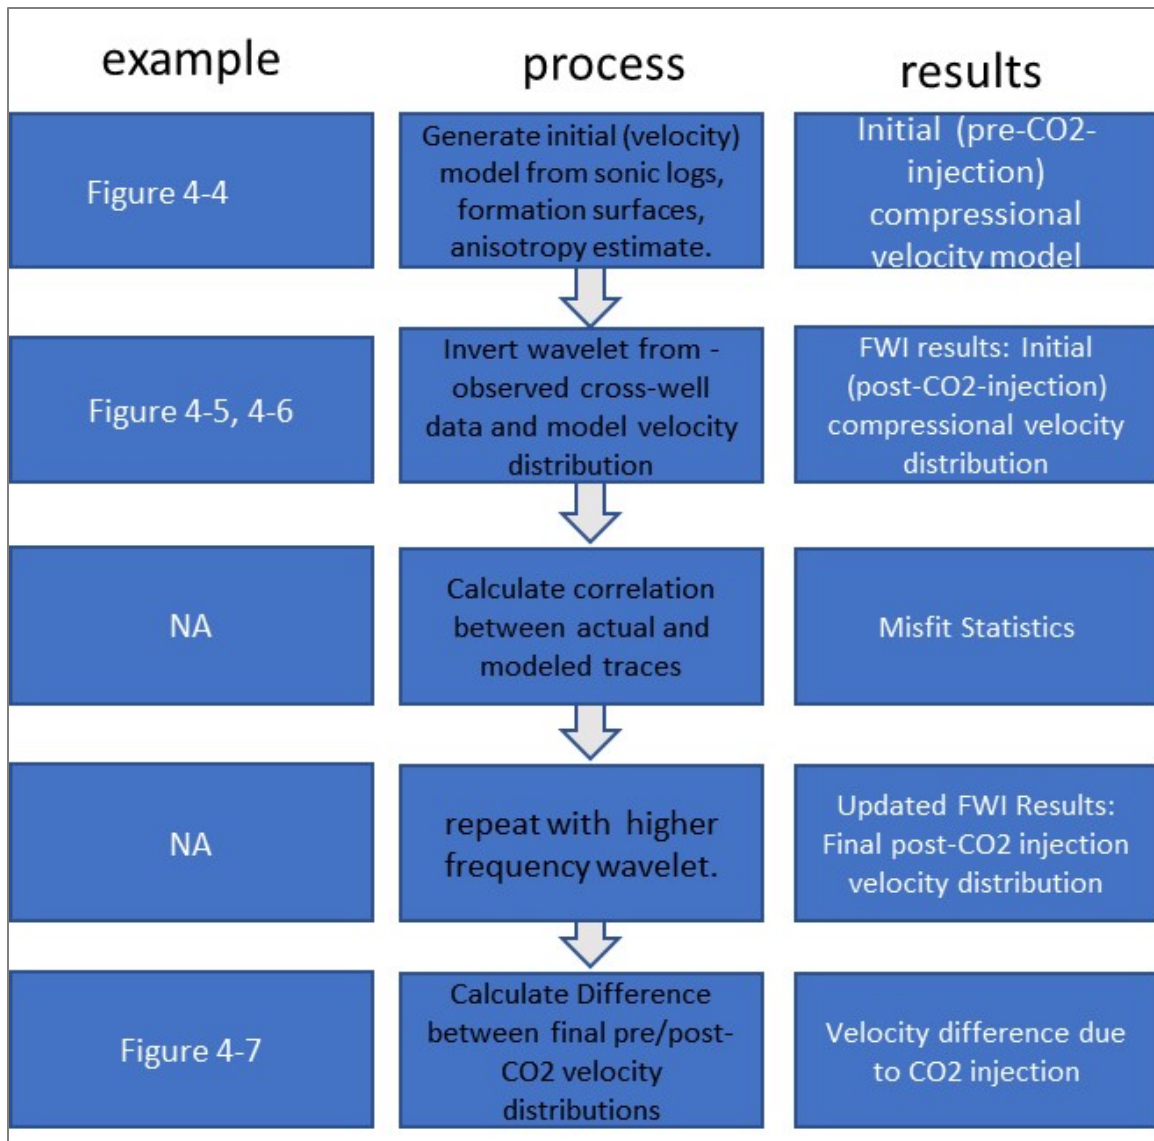 example
process
results
Figure 4-4
Generate initial (velocity)
model from sonic logs,
formation surfaces,
anisotropy estimate.
Initial (pre-CO2-
injection)
compressional
velocity model
Figure 4-5, 4-6
Invert wavelet from -
observed cross-well
data and model velocity
distribution
FWI results: Initial
(post-CO2-injection)
compressional velocity
distribution
NA
Calculate correlation
between actual and
modeled traces
Misfit Statistics
NA
repeat with higher
frequency wavelet.
Updated FWI Results:
Final post-CO2 injection
velocity distribution
Figure 4-7
Calculate Difference
between final pre/post-
CO2 velocity
distributions
Velocity difference due
to CO2 injection